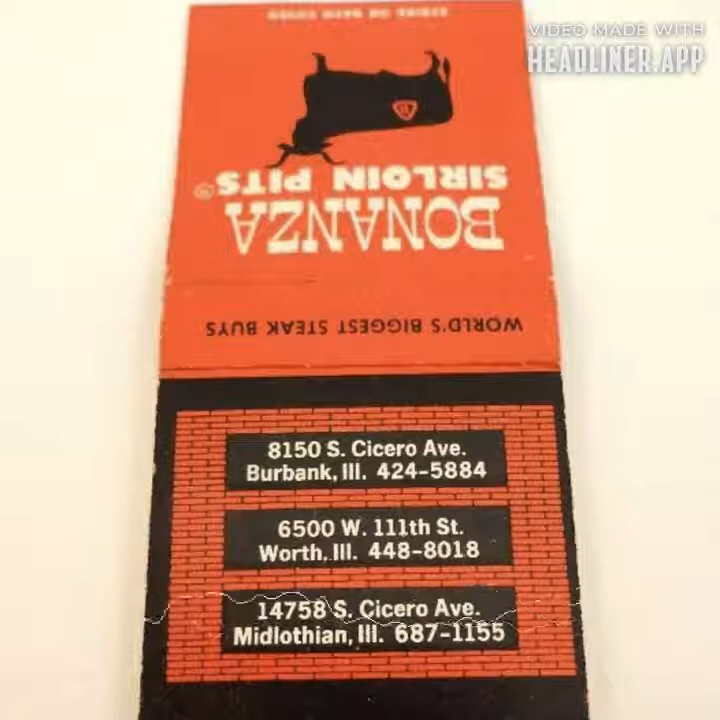 VIDEO MADE WITH
HEADLINER.APP
BONANZA
SIRLOIN PITS®
WORLD'S BIGGEST STEAK BUYS
8150 S. Cicero Ave.
Burbank, Ill. 424-5884
6500 W. 111th St.
Worth, Ill. 448-8018
14758 S. Cicero Ave.
Midlothian, Ill. 687-1155